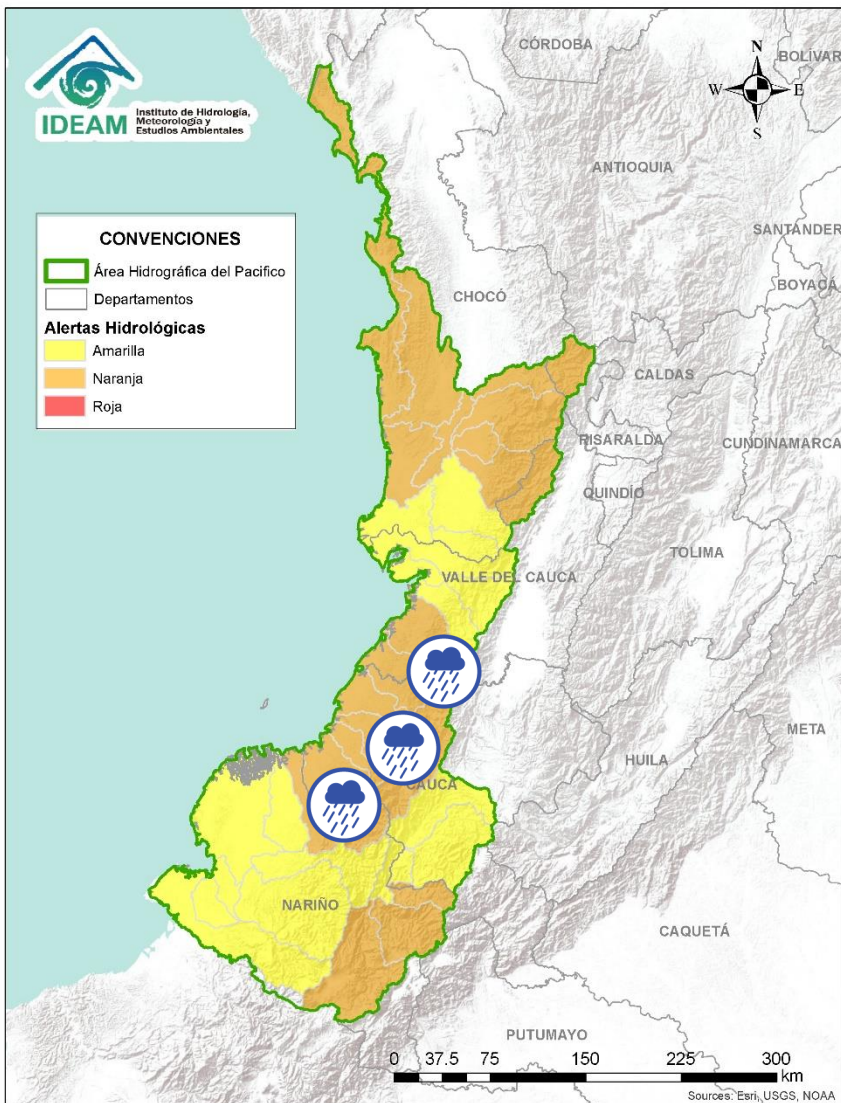 IDEAM
Instituto de Hidrología,
Meteorología y
Estudios Ambientales
CÓRDOBA
BOLÍVAR
N
W
E
S
ANTIOQUIA
SANTANDER
BOYACÁ
CONVENCIONES
Área Hidrográfica del Pacifico
Departamentos
Alertas Hidrológicas
Amarilla
Naranja
Roja
CHOCÓ
CALDAS
RISARALDA
CUNDINAMARCA
QUINDÍO
TOLIMA
VALLE DEL CAUCA
META
HUILA
CAUCA
NARIÑO
CAQUETÁ
PUTUMAYO
0 37.5 75 150 225 300
km
Sources: Esri, USGS, NOAA